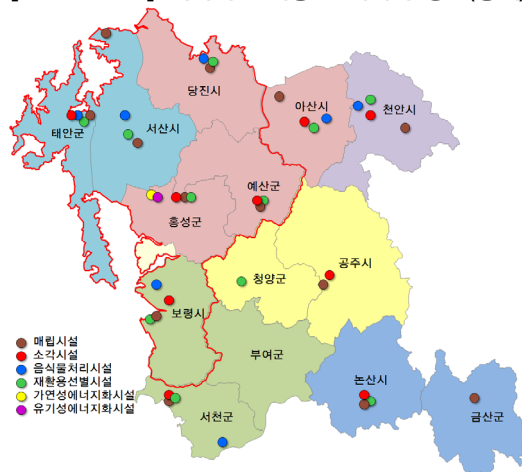 당진시
아산시
천안시
태안군
서산시
예산군
홍성군
공주시
청양군
보령시
부여군
논산시
서천군
금산군
매립시설
소각시설
음식물처리시설
재활용선별시설
가연성에너지화시설
유기성에너지화시설